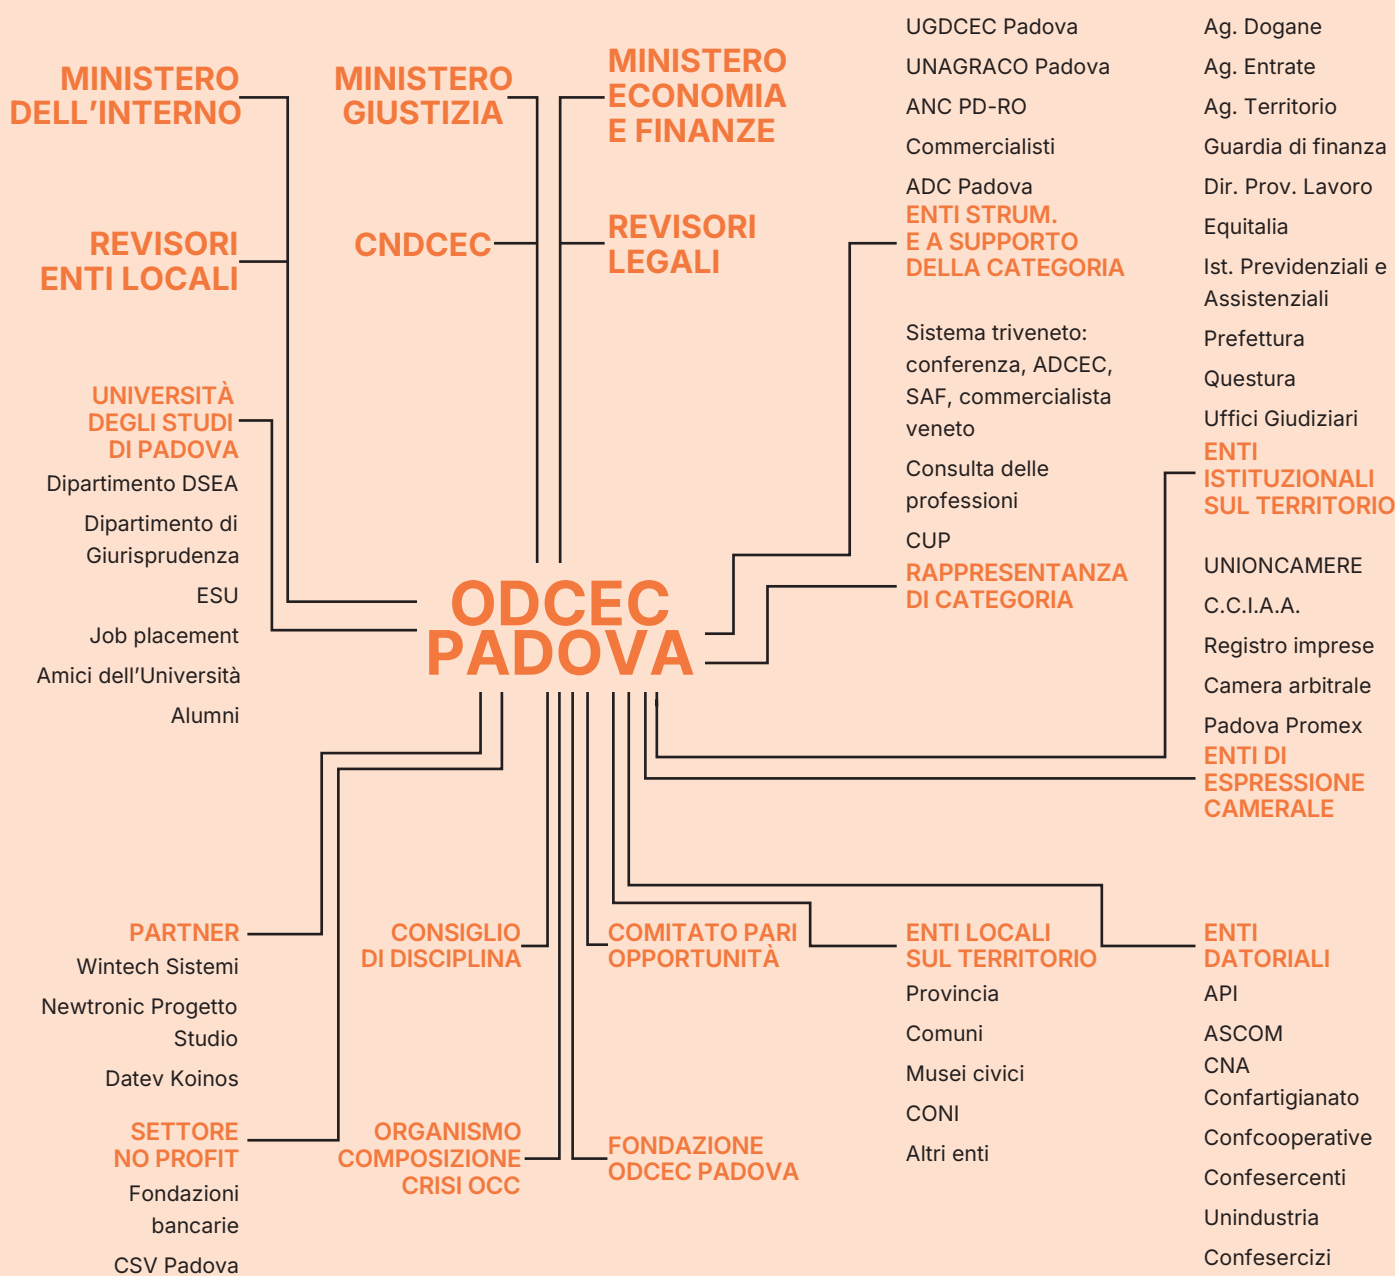 MINISTERO
DELL’INTERNO
REVISORI
ENTI LOCALI
MINISTERO
GIUSTIZIA
CNDCEC
MINISTERO
ECONOMIA
E FINANZE
REVISORI
LEGALI
UNIVERSITÀ
DEGLI STUDI
DI PADOVA
Dipartimento DSEA
Dipartimento di
Giurisprudenza
ESU
Job placement
Amici dell’Università
Alumni
ODCEC
PADOVA
UGDCEC Padova
UNAGRACO Padova
ANC PD-RO
Commercialisti
ADC Padova
ENTI STRUM.
E A SUPPORTO
DELLA CATEGORIA
Sistema triveneto:
conferenza, ADCEC,
SAF, commercialista
veneto
Consulta delle
professioni
CUP
RAPPRESENTANZA
DI CATEGORIA
Ag. Dogane
Ag. Entrate
Ag. Territorio
Guardia di finanza
Dir. Prov. Lavoro
Equitalia
Ist. Previdenziali e
Assistenziali
Prefettura
Questura
Uffici Giudiziari
ENTI
ISTITUZIONALI
SUL TERRITORIO
UNIONCAMERE
C.C.I.A.A.
Registro imprese
Camera arbitrale
Padova Promex
ENTI DI
ESPRESSIONE
CAMERALE
PARTNER
Wintech Sistemi
Newtronic Progetto
Studio
Datev Koinos
SETTORE
NO PROFIT
Fondazioni
bancarie
CSV Padova
CONSIGLIO
DI DISCIPLINA
ORGANISMO
COMPOSIZIONE
CRISI OCC
COMITATO PARI
OPPORTUNITÀ
FONDAZIONE
ODCEC PADOVA
ENTI LOCALI
SUL TERRITORIO
Provincia
Comuni
Musei civici
CONI
Altri enti
ENTI
DATORIALI
API
ASCOM
CNA
Confartigianato
Confcooperative
Confesercenti
Unindustria
Confesercizi